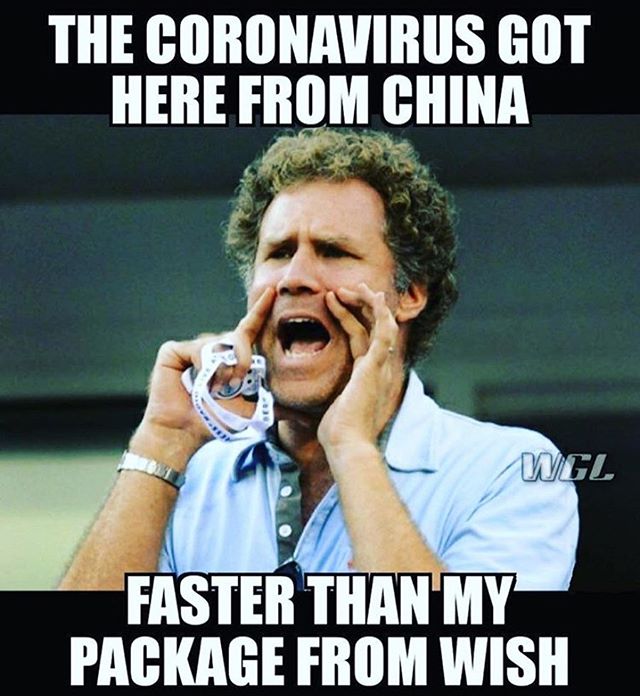 THE CORONAVIRUS GOT
HERE FROM CHINA
WGL
FASTER THAN MY
PACKAGE FROM WISH